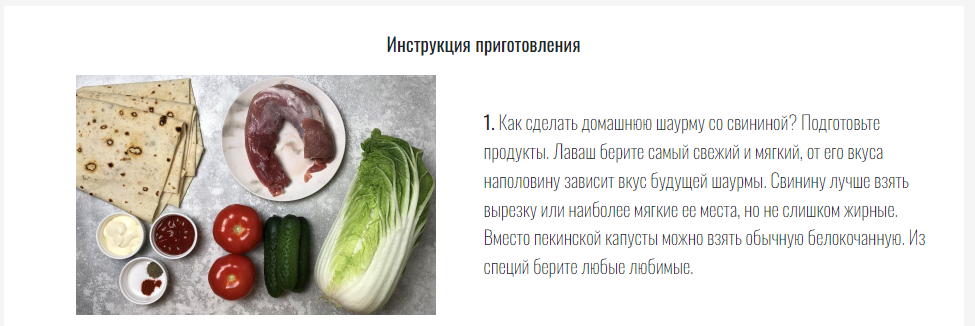 Инструкция приготовления
1. Как сделать домашнюю шаурму со свининой? Подготовьте
продукты. Лаваш берите самый свежий и мягкий, от его вкуса
наполовину зависит вкус будущей шаурмы. Свинину лучше взять
вырезку или наиболее мягкие ее места, но не слишком жирные.
Вместо пекинской капусты можно взять обычную белокочанную. Из
специй берите любые любимые.